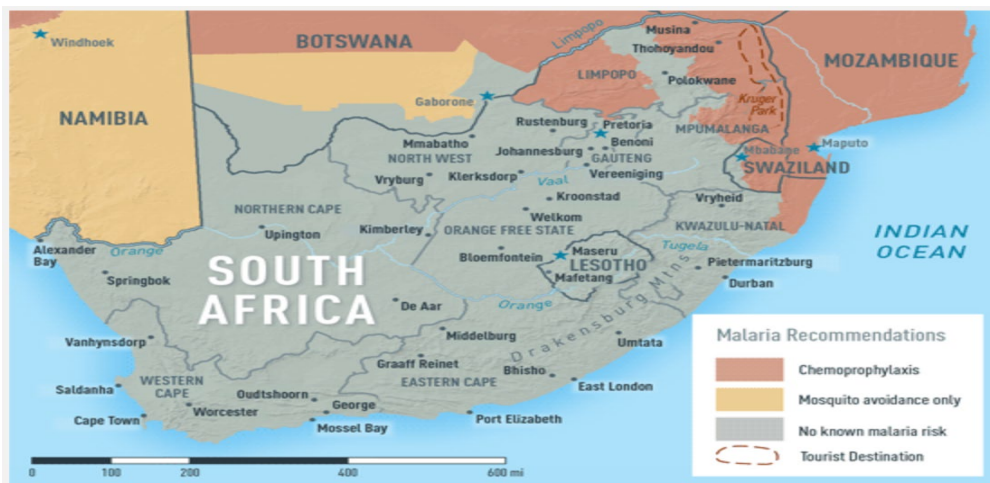 Windhoek
BOTSWANA
Limpopo
Musina
Thohoyandou
MOZAMBIQUE
LIMPOPO
Polokwane
NAMIBIA
Gaborone
Kruger
Park
Rustenburg
Pretoria
MPUMALANGA
Mmabatho
Benoni
Johannesburg
GAUTENG
Mbabane
Maputo
NORTH WEST
SWAZILAND
Vryburg
Klerksdorp
Vaal
Vereeniging
Kroonstad
Vryheid
NORTHERN CAPE
Welkom
KWAZULU-NATAL
Upington
Kimberley
ORANGE FREE STATE
INDIAN
OCEAN
Alexander
Bay
Orange
Bloemfontein
Maseru
Tugela
LESOTHO
Pietermaritzburg
SOUTH
AFRICA
Springbok
Mafetang
Durban
De Aar
Orange
Drakensburg Mtns
Vanhynsdorp
Middelburg
Umtata
Graaff Reinet
Bhisho
WESTERN
CAPE
EASTERN CAPE
Saldanha
Oudtshoorn
East London
Worcester
George
Cape Town
Mossel Bay
Port Elizabeth
Malaria Recommendations
Chemoprophylaxis
Mosquito avoidance only
No known malaria risk
Tourist Destination
0 100 200 400 600 mi